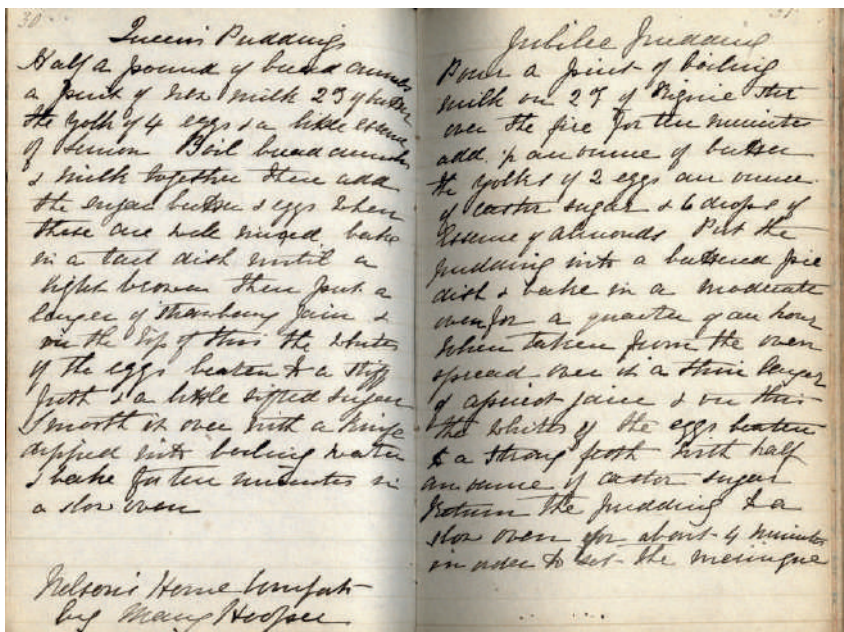 30
Queen's Puddings
Half a pound of bread crumbs
a pint of new milk 2 oz of butter
the yolk of 4 eggs & a little essence
of lemon Boil bread crumbs
& milk together then add
the sugar butter & eggs when
these are well mixed bake
in a tart dish until a
light brown then put a
layer of strawberry jam &
on the top of this the whites
of the eggs beaten to a stiff
froth & a little sifted sugar
Smooth it over with a knife
dipped into boiling water
& bake for ten minutes in
a slow oven
Nelson's Home Comforts
by Mary Hooper
31
Jubilee Pudding
Pour a pint of boiling
milk on 2 oz of stir
over the fire for ten minutes
add ½ an ounce of butter
the yolks of 2 eggs an ounce
of castor sugar & 6 drops of
Essence of almonds Put the
pudding into a buttered pie
dish & bake in a moderate
oven for a quarter of an hour
when taken from the oven
spread over it a thin layer
of apricot jam & on this
the whites of the eggs beaten
to a strong froth with half
an ounce of castor sugar
Return the pudding to a
slow oven for about 4 minutes
in order to set the meringue